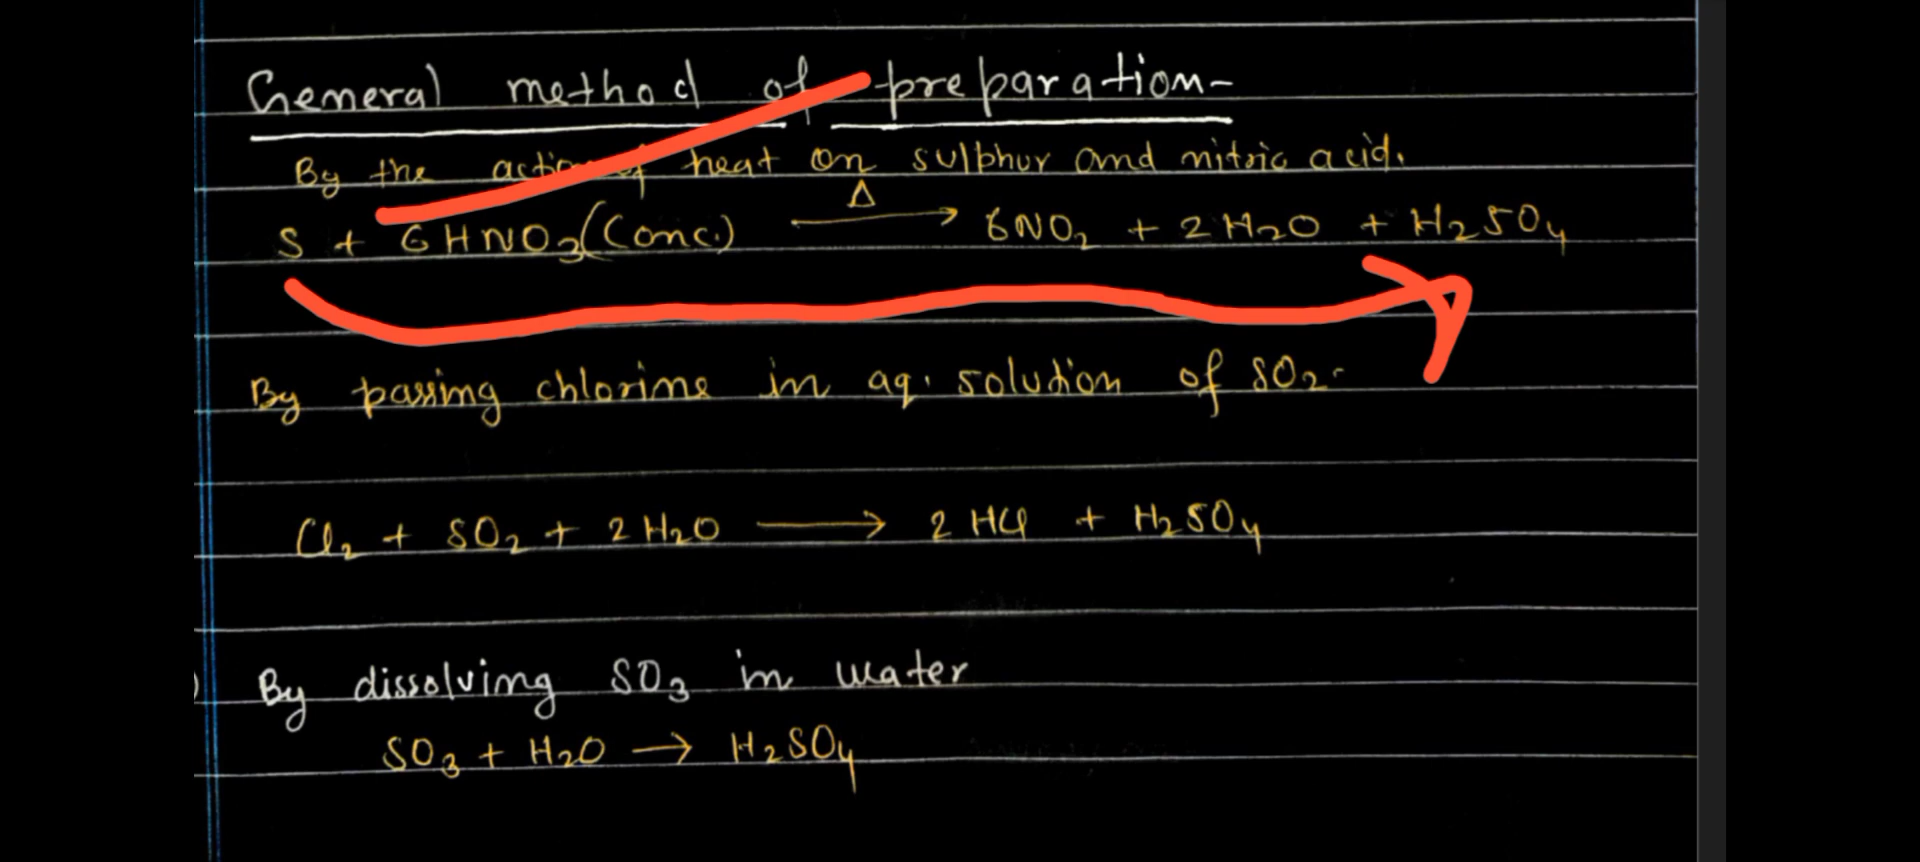 General method of preparation-
By the action of heat on sulphur and nitric acid.
Δ
S + 6HNO₃(Conc.) ⟶ 6NO₂ + 2H₂O + H₂SO₄
By passing chlorine in aq. solution of SO₂.
Cl₂ + SO₂ + 2H₂O ⟶ 2HCl + H₂SO₄
) By dissolving SO₃ in water
SO₃ + H₂O → H₂SO₄